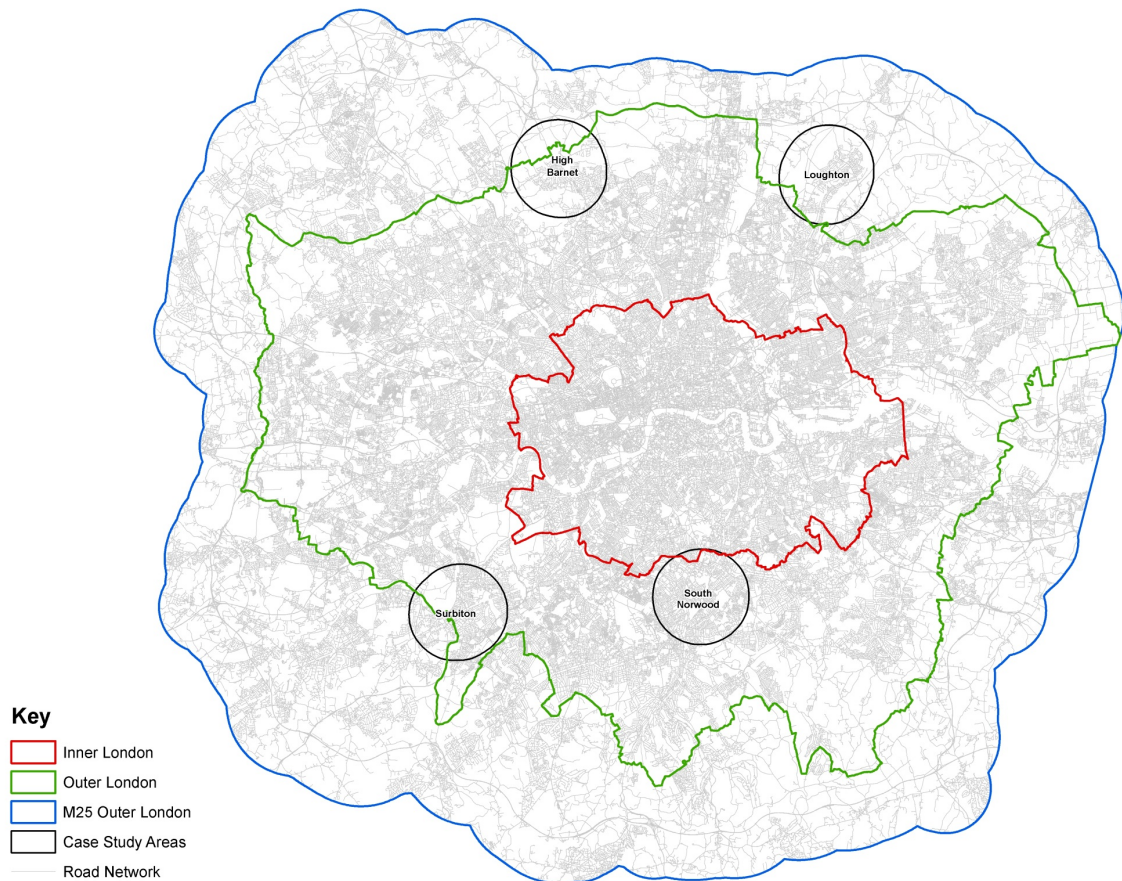 High
Barnet
Loughton
Surbiton
South
Norwood
Key
Inner London
Outer London
M25 Outer London
Case Study Areas
Road Network